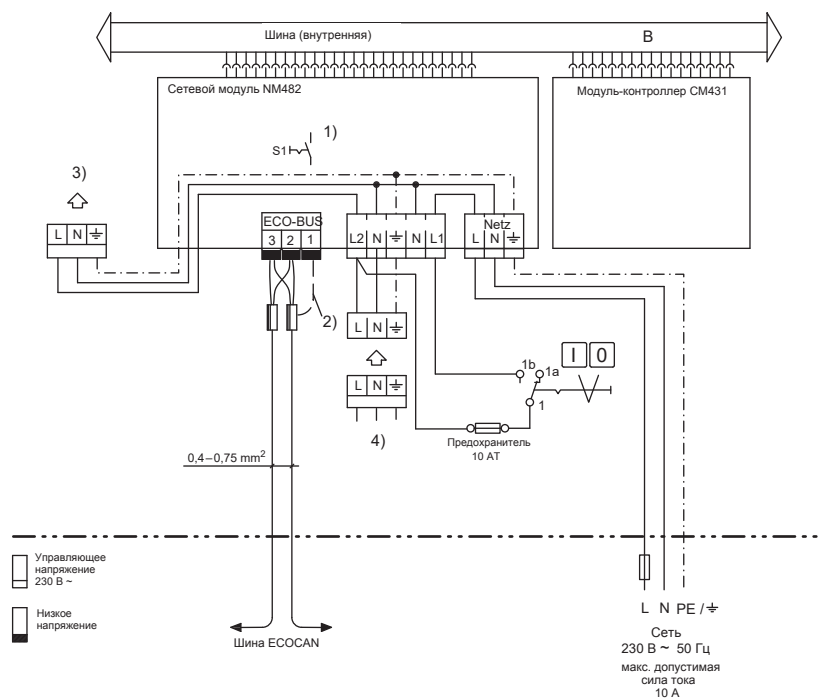 Шина (внутренняя)
B
Сетевой модуль NM482
Модуль-контроллер CM431
S1
1)
3)
L N
ECO-BUS
3 2 1
L2 N N L1
Netz
L N
2)
L N
L N
4)
1b
1a
I 0
1
Предохранитель
10 AT
0,4–0,75 mm²
Управляющее
напряжение
230 В ~
Низкое
напряжение
Шина ECOCAN
L N PE /
Сеть
230 В ~ 50 Гц
макс. допустимая
сила тока
10 А